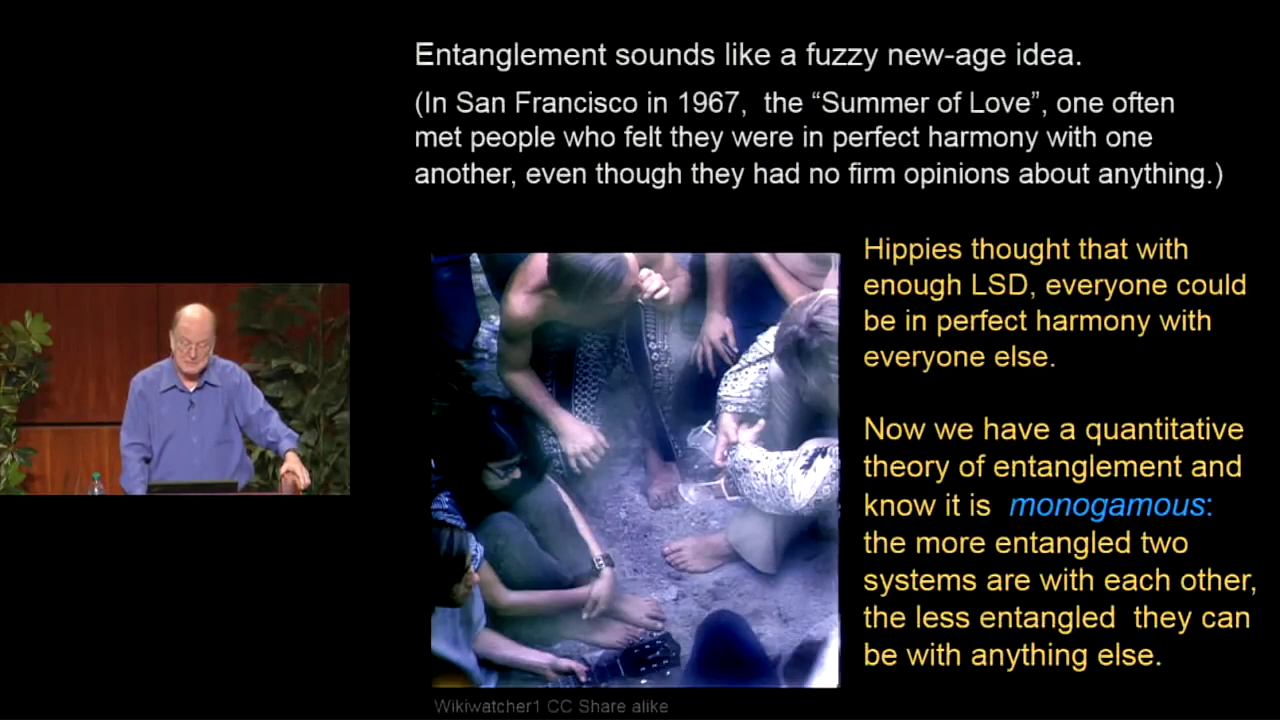 Entanglement sounds like a fuzzy new-age idea.
(In San Francisco in 1967, the “Summer of Love”, one often
met people who felt they were in perfect harmony with one
another, even though they had no firm opinions about anything.)
Hippies thought that with
enough LSD, everyone could
be in perfect harmony with
everyone else.
Now we have a quantitative
theory of entanglement and
know it is monogamous:
the more entangled two
systems are with each other,
the less entangled they can
be with anything else.
Wikiwatcher1 CC Share alike